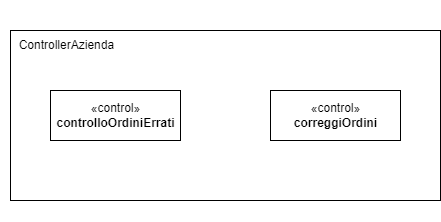 ControllerAzienda
«control»
controlloOrdiniErrati
«control»
correggiOrdini